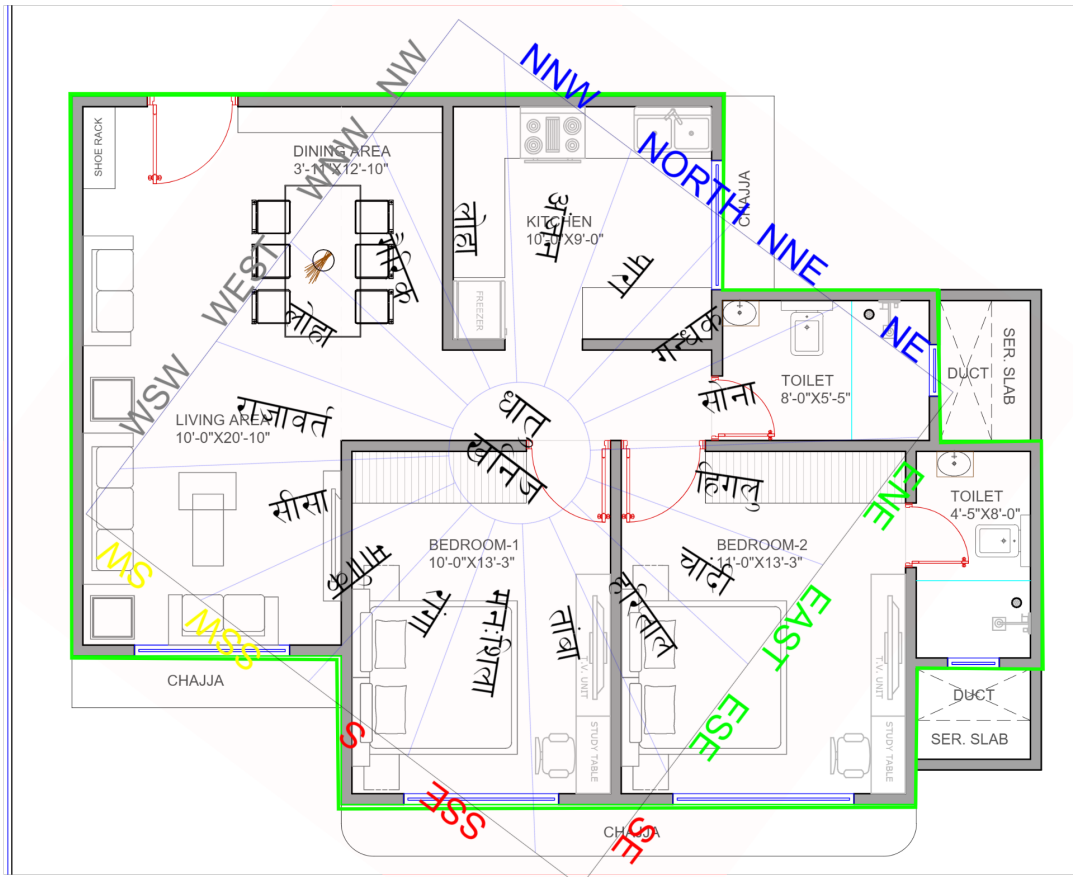 NW
NNW
SHOE RACK
DINING AREA
3'-11"X12'-10"
WNW
NORTH
CHAJJA
लोहा
अंजन
KITCHEN
10'-0"X9'-0"
NNE
WEST
गैरिक
पारा
FREEZER
लोहा
गन्धक
NE
DUCT
SER. SLAB
TOILET
8'-0"X5'-5"
WSW
LIVING AREA
10'-0"X20'-10"
राजावर्त
धातु
खनिज
सोना
सीसा
हिंगलु
ENE
TOILET
4'-5"X8'-0"
SW
BEDROOM-1
10'-0"X13'-3"
BEDROOM-2
11'-0"X13'-3"
चांदी
रांगा
मनःशिला
तांबा
हरिताल
EAST
SSW
CHAJJA
T.V. UNIT
T.V. UNIT
DUCT
S
ESE
SER. SLAB
STUDY TABLE
STUDY TABLE
SSE
SE
CHAJJA